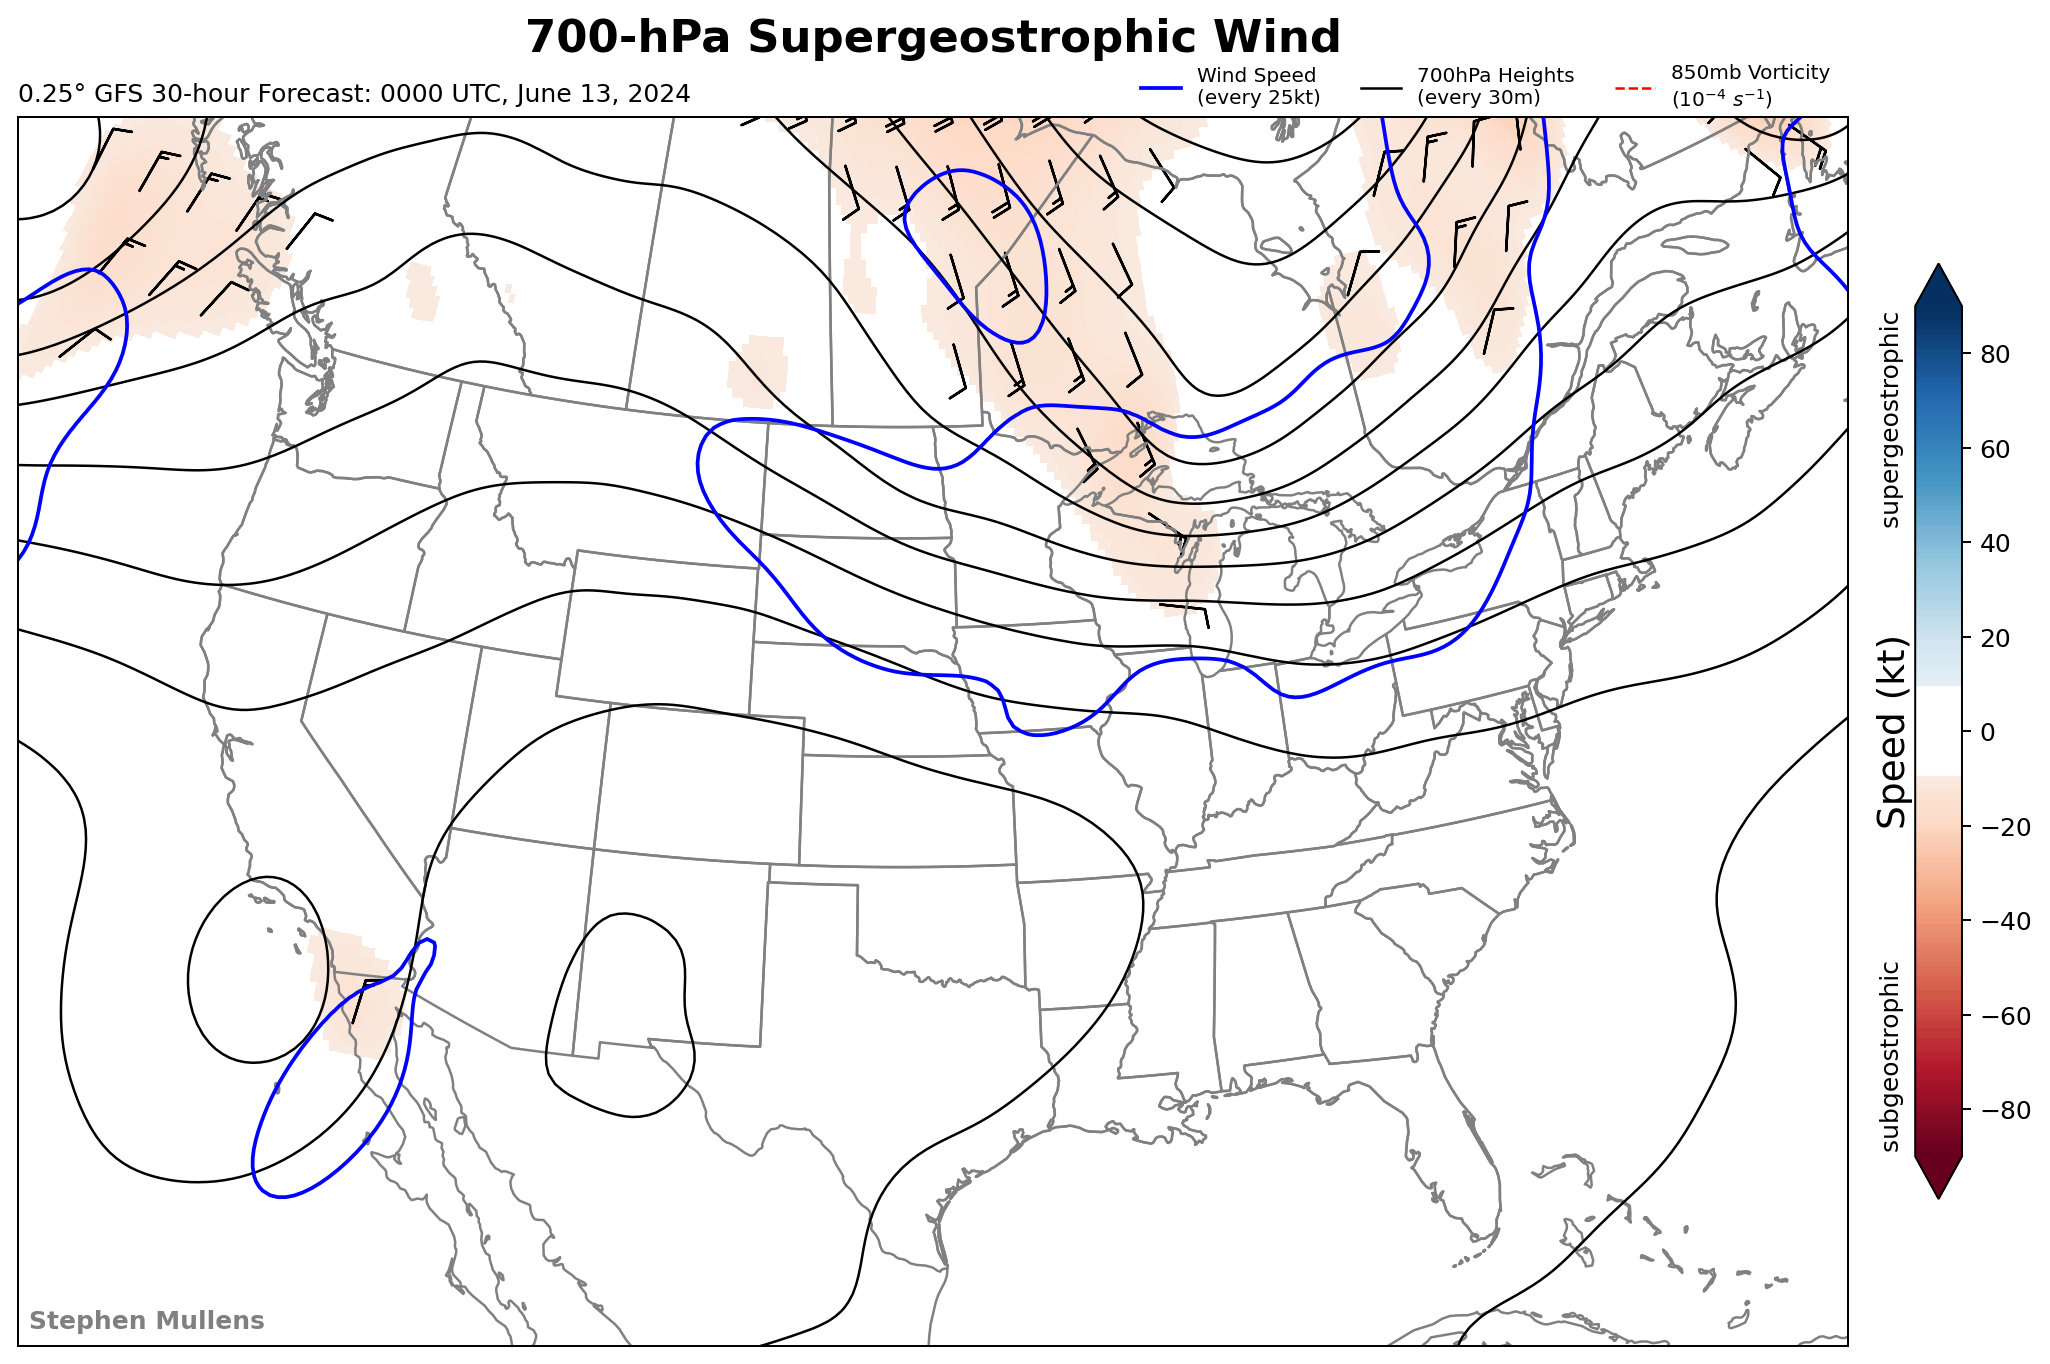 700-hPa Supergeostrophic Wind
0.25° GFS 30-hour Forecast: 0000 UTC, June 13, 2024
Wind Speed
(every 25kt)
700hPa Heights
(every 30m)
850mb Vorticity
(10⁻⁴ s⁻¹)
supergeostrophic
Speed (kt)
subgeostrophic
80
60
40
20
0
−20
−40
−60
−80
Stephen Mullens